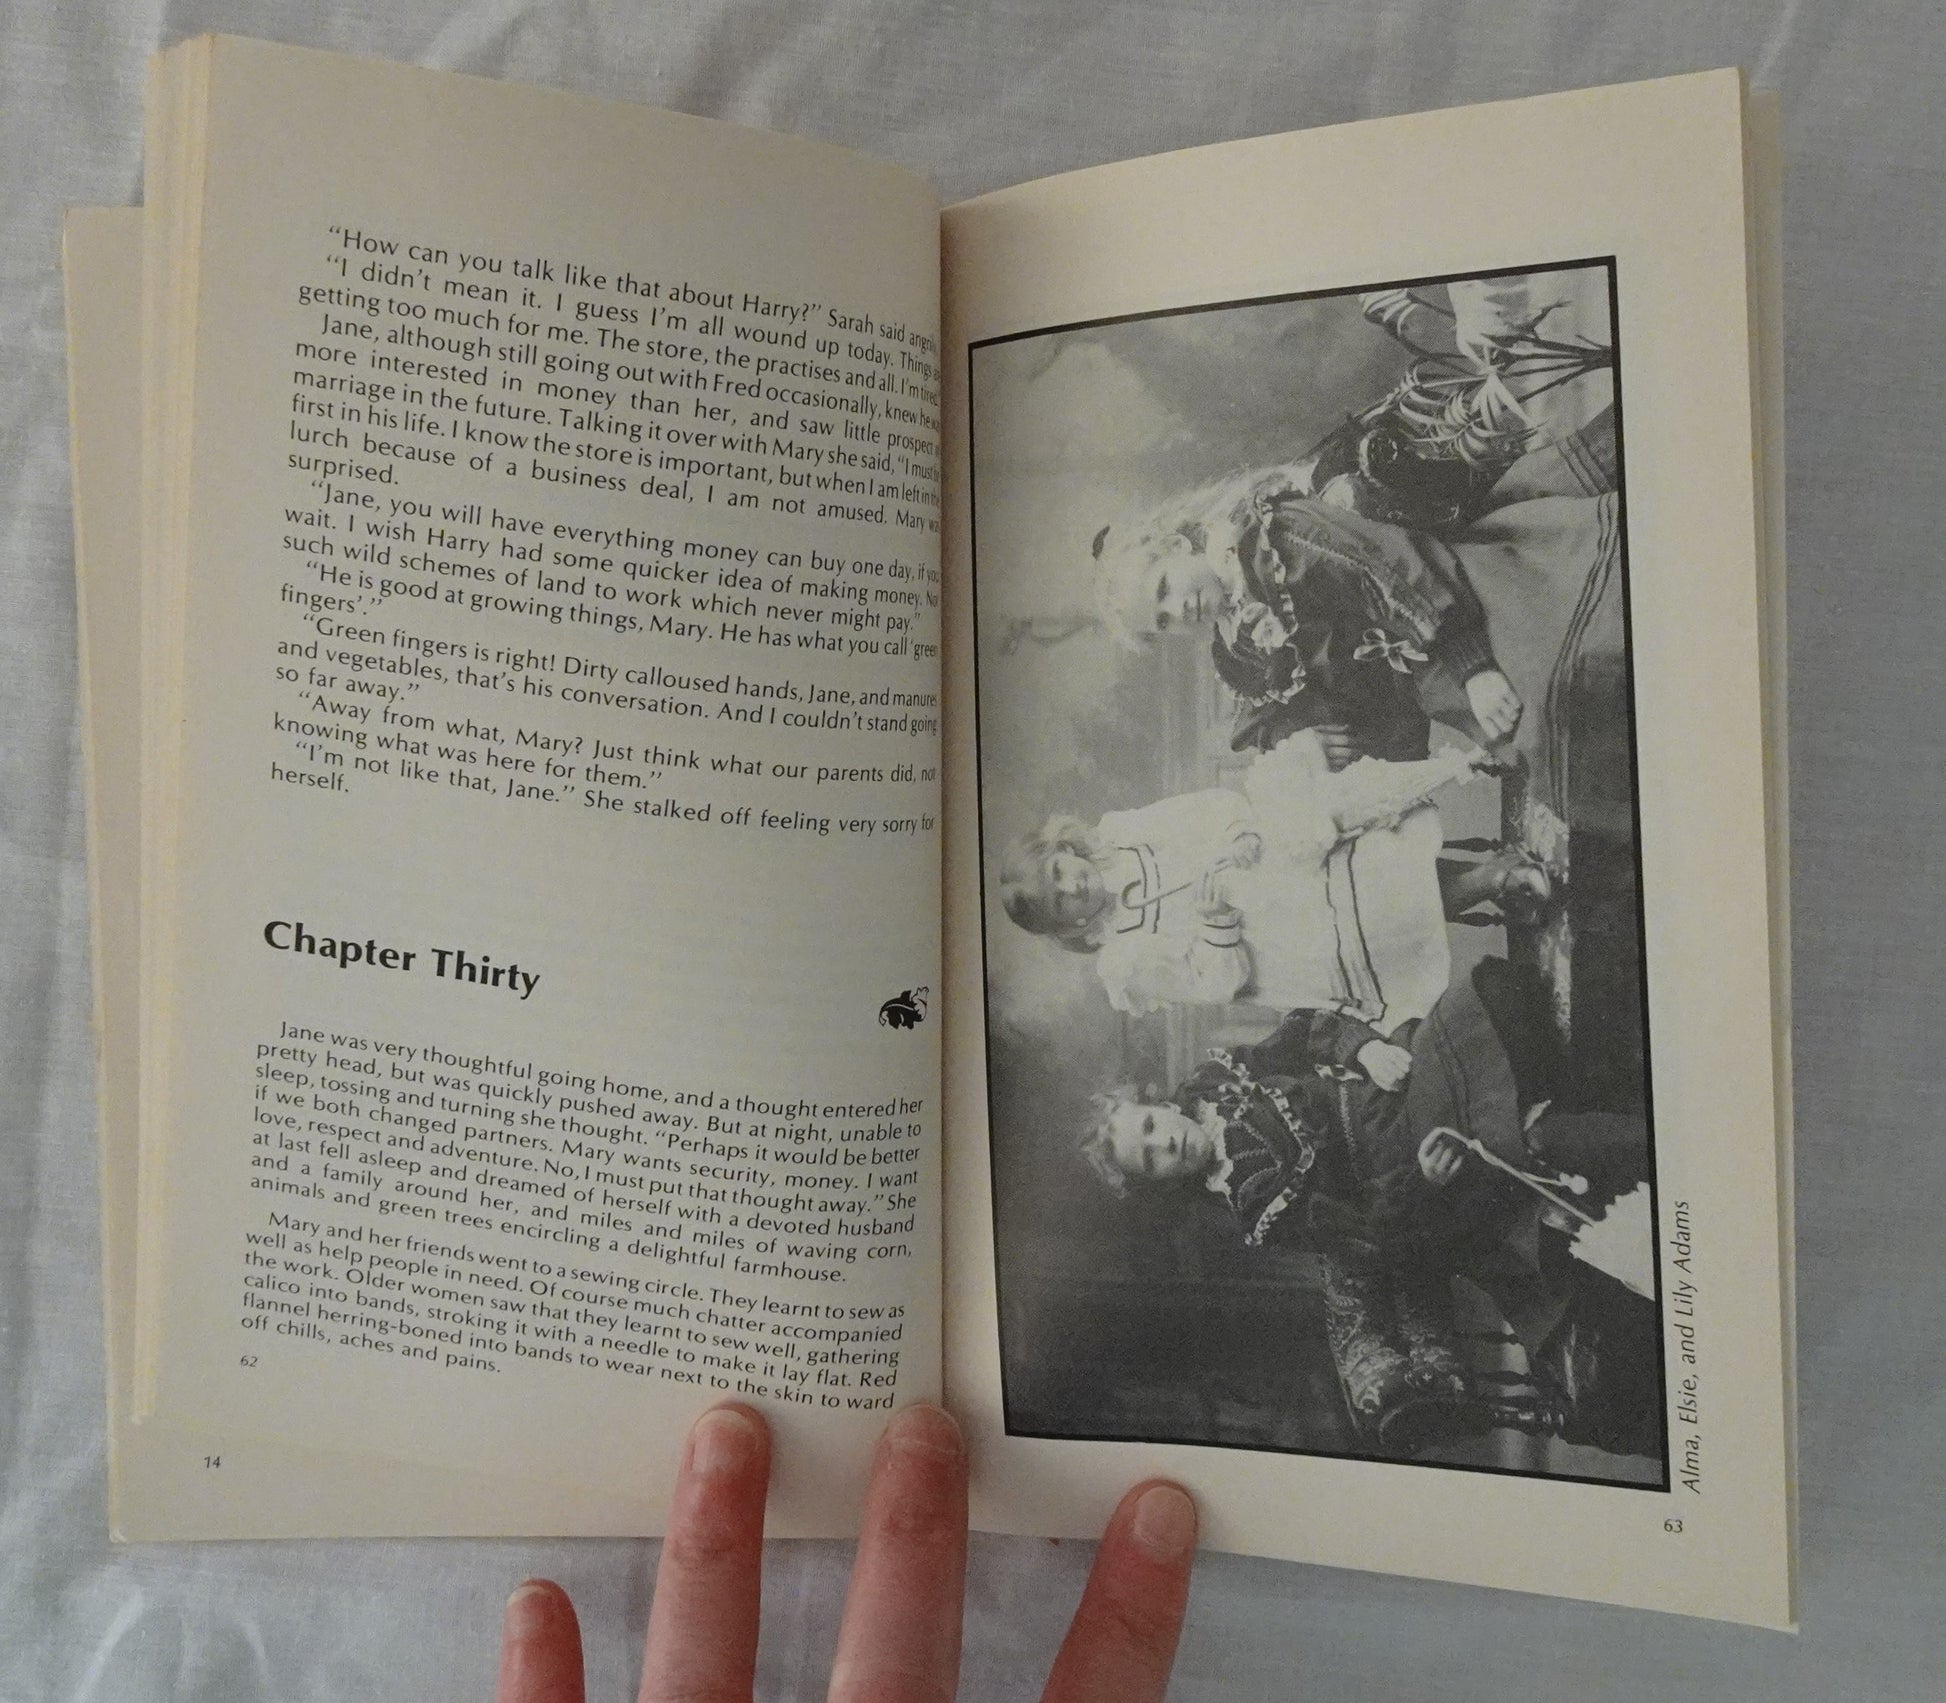 "How can you talk like that about Harry?" Sarah said angrily.
"I didn't mean it. I guess I'm all wound up today. Things are
getting too much for me. The store, the practises and all. I'm tired."
Jane, although still going out with Fred occasionally, knew he was
more interested in money than her, and saw little prospect of
marriage in the future. Talking it over with Mary she said, "I must be
first in his life. I know the store is important, but when I am left in the
lurch because of a business deal, I am not amused. Mary was
surprised.
"Jane, you will have everything money can buy one day, if you
wait. I wish Harry had some quicker idea of making money. Not
such wild schemes of land to work which never might pay."
"He is good at growing things, Mary. He has what you call 'green
fingers'."
"Green fingers is right! Dirty calloused hands, Jane, and manures
and vegetables, that's his conversation. And I couldn't stand going
so far away."
"Away from what, Mary? Just think what our parents did, not
knowing what was here for them."
"I'm not like that, Jane." She stalked off feeling very sorry for
herself.
Chapter Thirty
Jane was very thoughtful going home, and a thought entered her
pretty head, but was quickly pushed away. But at night, unable to
sleep, tossing and turning she thought. "Perhaps it would be better
if we both changed partners. Mary wants security, money. I want
love, respect and adventure. No, I must put that thought away." She
at last fell asleep and dreamed of herself with a devoted husband
and a family around her, and miles and miles of waving corn,
animals and green trees encircling a delightful farmhouse.
Mary and her friends went to a sewing circle. They learnt to sew as
well as help people in need. Of course much chatter accompanied
the work. Older women saw that they learnt to sew well, gathering
calico into bands, stroking it with a needle to make it lay flat. Red
flannel herring-boned into bands to wear next to the skin to ward
off chills, aches and pains.
62
14
Alma, Elsie, and Lily Adams
63